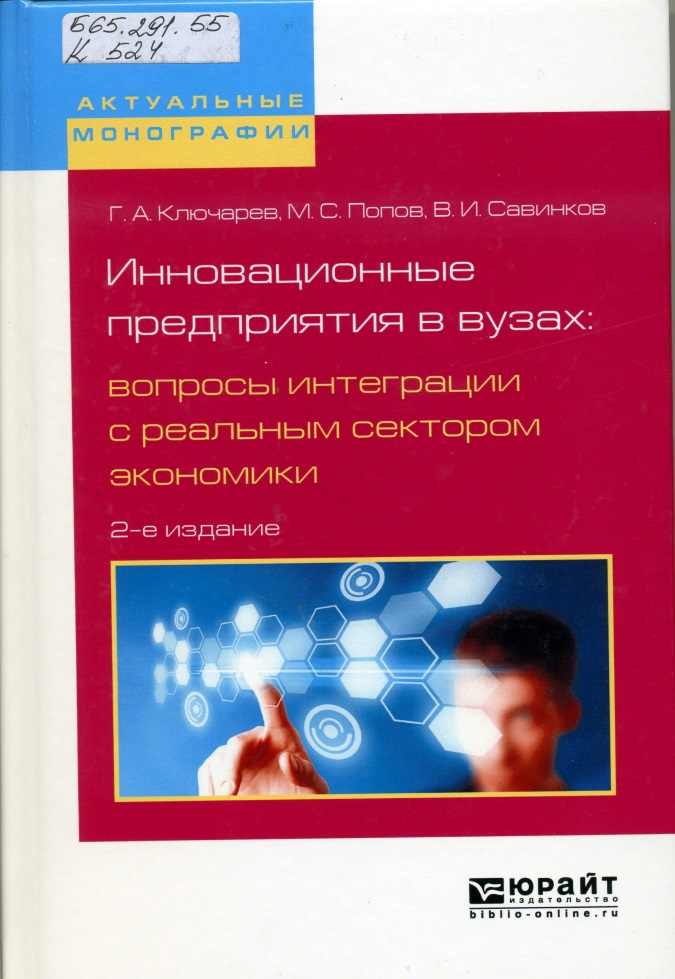 Б65.291.55
К 524
АКТУАЛЬНЫЕ
МОНОГРАФИИ
Г. А. Ключарев, М. С. Попов, В. И. Савинков
Инновационные
предприятия в вузах:
вопросы интеграции
с реальным сектором
экономики
2-е издание
ЮРАЙТ
ИЗДАТЕЛЬСТВО
biblio-online.ru